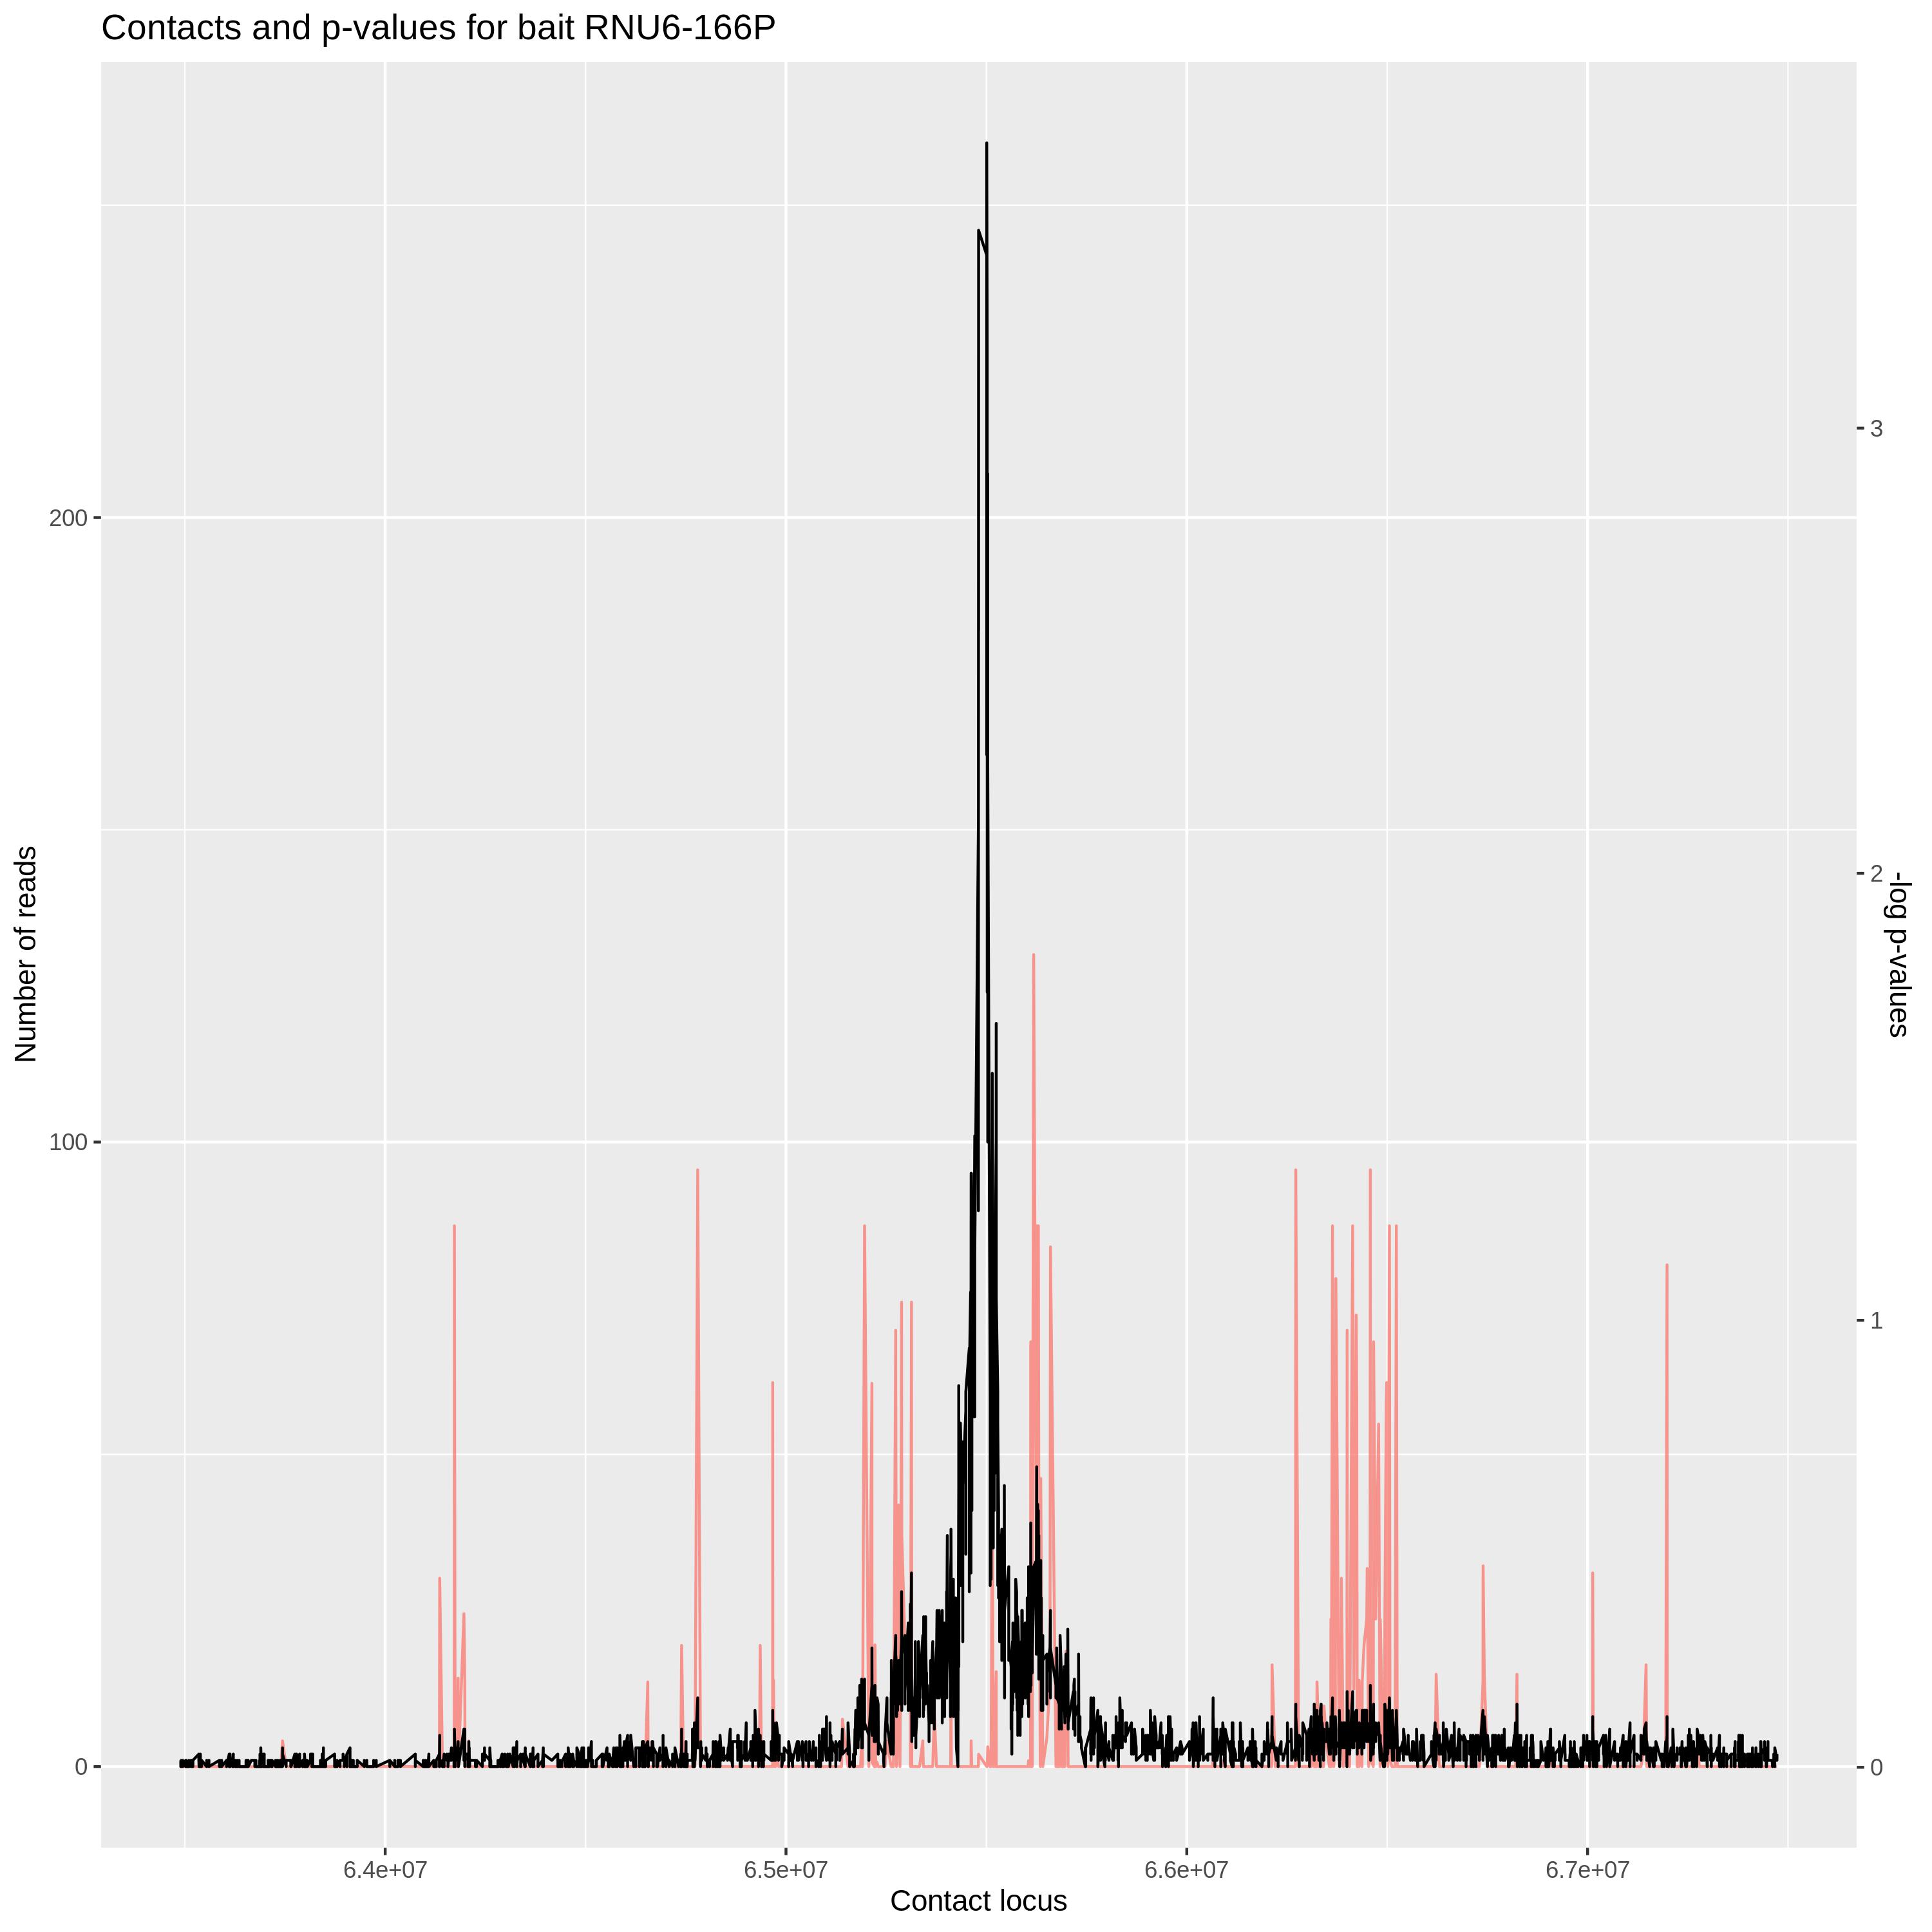 Contacts and p-values for bait RNU6-166P
Number of reads
200
100
0
3
2
1
0
-log p-values
6.4e+07 6.5e+07 6.6e+07 6.7e+07
Contact locus